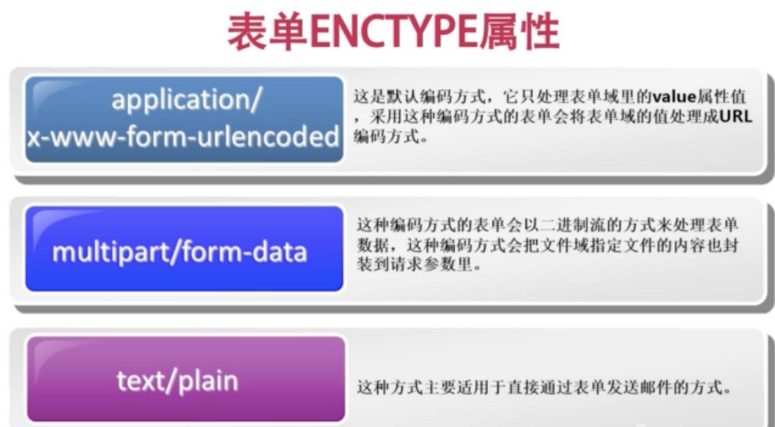 表单ENCTYPE属性
application/
x-www-form-urlencoded
这是默认编码方式，它只处理表单域里的value属性值
，采用这种编码方式的表单会将表单域的值处理成URL
编码方式。
multipart/form-data
这种编码方式的表单会以二进制流的方式来处理表单
数据，这种编码方式会把文件域指定文件的内容也封
装到请求参数里。
text/plain
这种方式主要适用于直接通过表单发送邮件的方式。